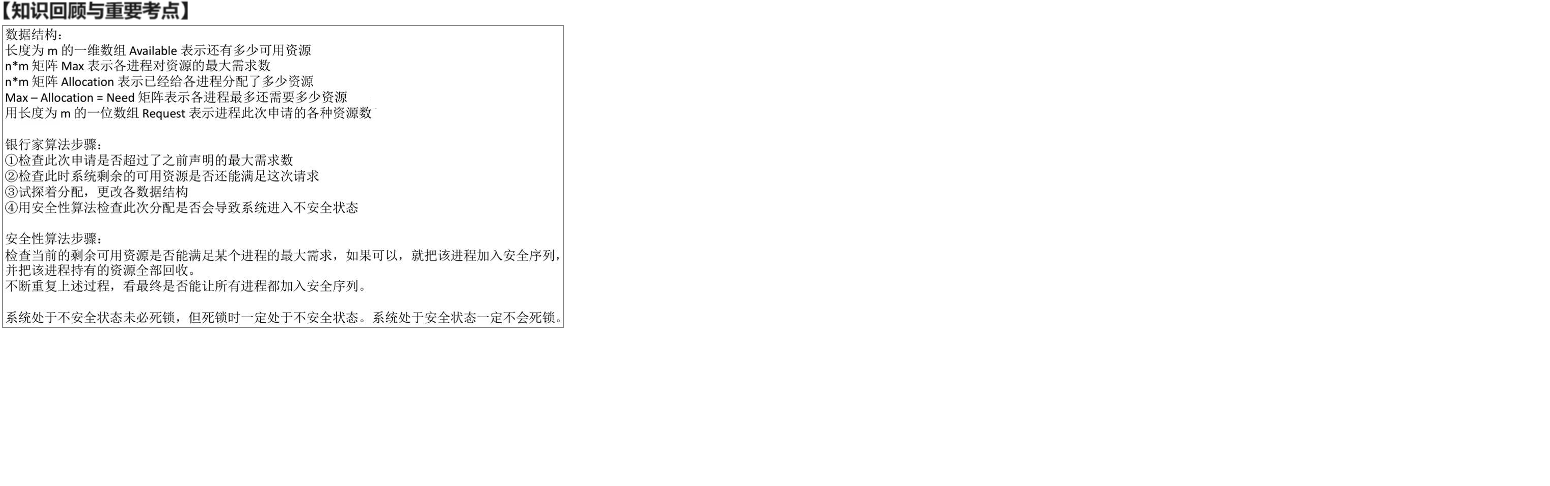 【知识回顾与重要考点】
数据结构：
长度为 m 的一维数组 Available 表示还有多少可用资源
n*m 矩阵 Max 表示各进程对资源的最大需求数
n*m 矩阵 Allocation 表示已经给各进程分配了多少资源
Max – Allocation = Need 矩阵表示各进程最多还需要多少资源
用长度为 m 的一位数组 Request 表示进程此次申请的各种资源数
银行家算法步骤：
①检查此次申请是否超过了之前声明的最大需求数
②检查此时系统剩余的可用资源是否还能满足这次请求
③试探着分配，更改各数据结构
④用安全性算法检查此次分配是否会导致系统进入不安全状态
安全性算法步骤：
检查当前的剩余可用资源是否能满足某个进程的最大需求，如果可以，就把该进程加入安全序列，
并把该进程持有的资源全部回收。
不断重复上述过程，看最终是否能让所有进程都加入安全序列。
系统处于不安全状态未必死锁，但死锁时一定处于不安全状态。系统处于安全状态一定不会死锁。